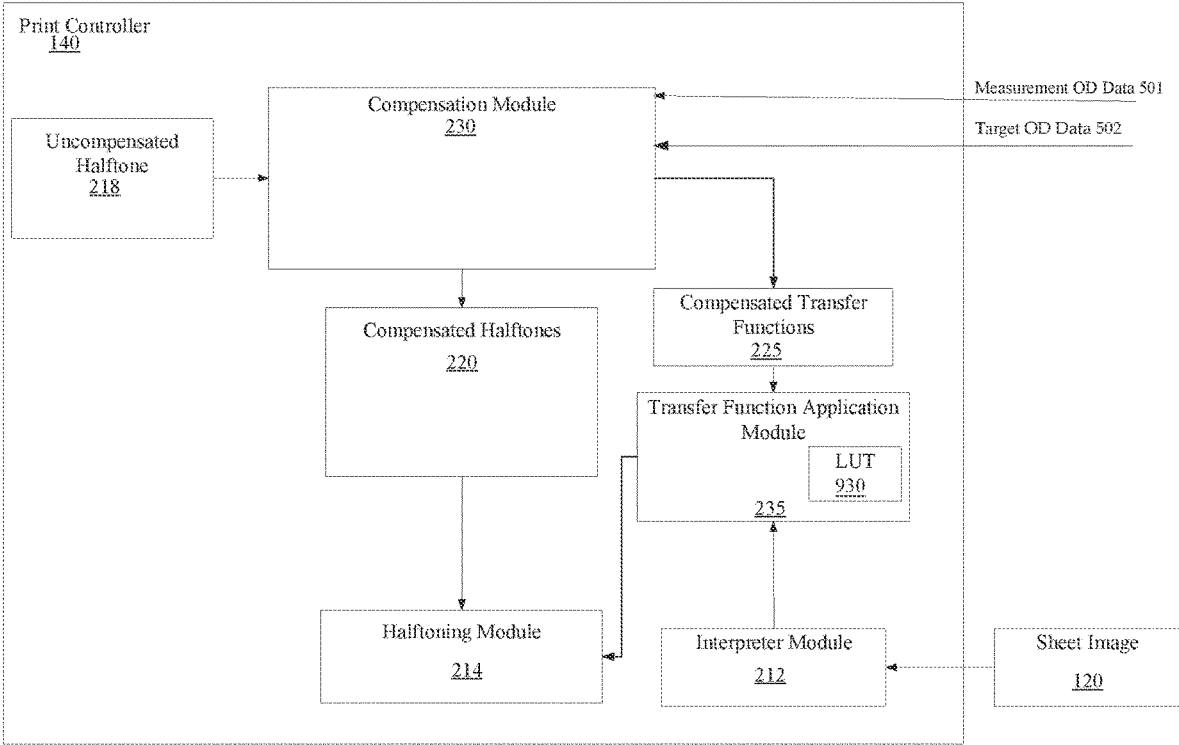 Print Controller
140
Measurement OD Data 501
Target OD Data 502
Compensation Module
230
Uncompensated
Halftone
218
Compensated Transfer
Functions
225
Compensated Halftones
220
Transfer Function Application
Module
LUT
930
235
Halftoning Module
214
Interpreter Module
212
Sheet Image
120